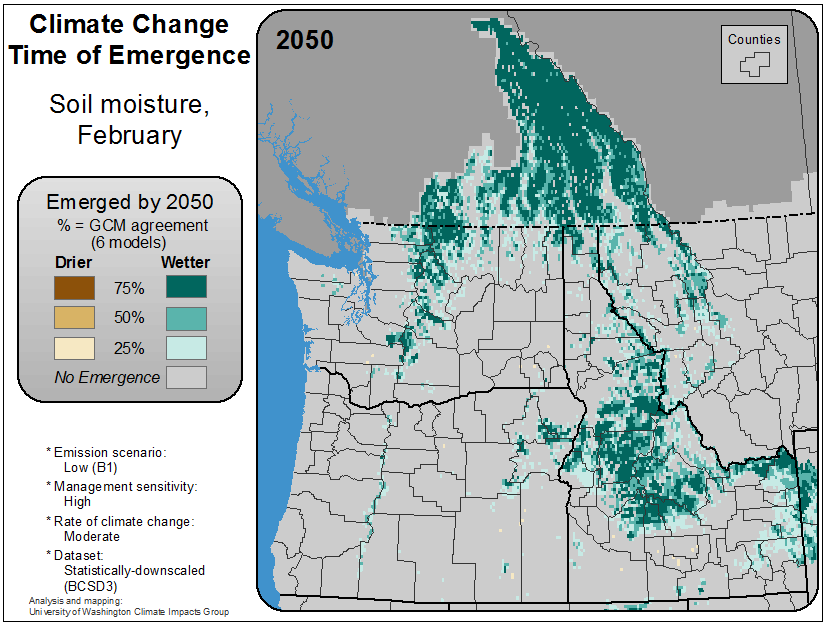 Climate Change
Time of Emergence
Soil moisture,
February
2050
Counties
Emerged by 2050
% = GCM agreement
(6 models)
Drier Wetter
75%
50%
25%
No Emergence
* Emission scenario:
Low (B1)
* Management sensitivity:
High
* Rate of climate change:
Moderate
* Dataset:
Statistically-downscaled
(BCSD3)
Analysis and mapping:
University of Washington Climate Impacts Group